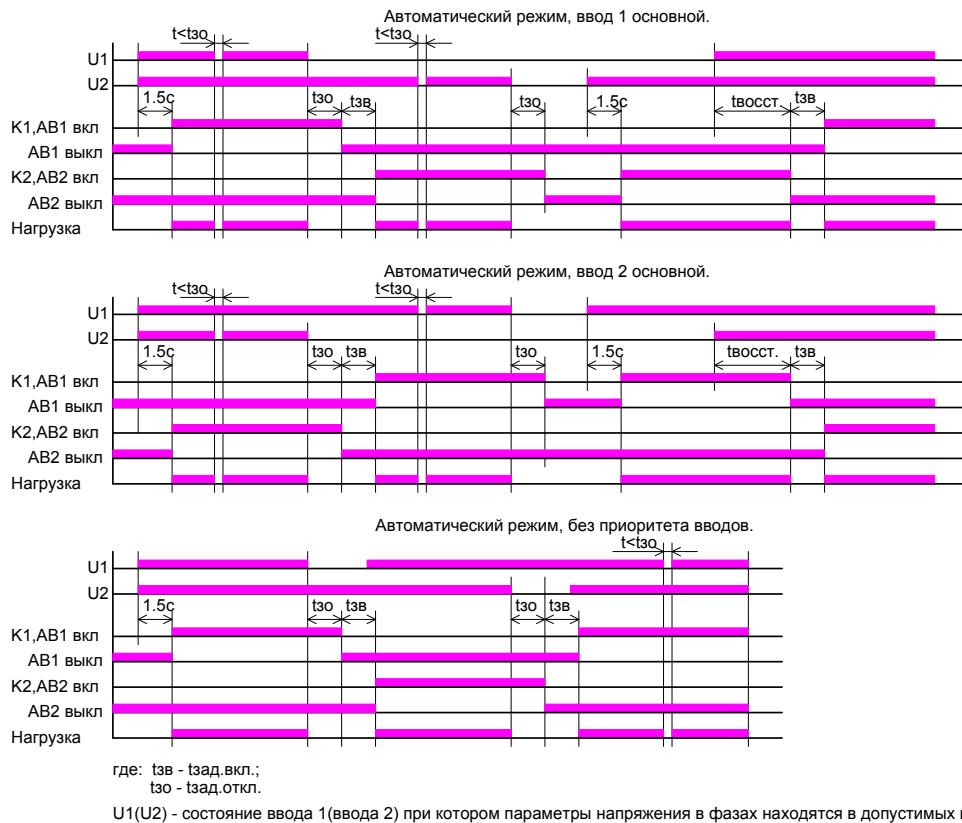 Автоматический режим, ввод 1 основной.
t<tзо t<tзо
U1
U2
1.5с tзо tзв tзо 1.5с tвосст. tзв
K1,AB1 вкл
AB1 выкл
K2,AB2 вкл
AB2 выкл
Нагрузка
Автоматический режим, ввод 2 основной.
t<tзо t<tзо
U1
U2
1.5с tзо tзв tзо 1.5с tвосст. tзв
K1,AB1 вкл
AB1 выкл
K2,AB2 вкл
AB2 выкл
Нагрузка
Автоматический режим, без приоритета вводов.
t<tзо
U1
U2
1.5с tзо tзв tзо tзв
K1,AB1 вкл
AB1 выкл
K2,AB2 вкл
AB2 выкл
Нагрузка
где: tзв - tзад.вкл.;
tзо - tзад.откл.
U1(U2) - состояние ввода 1(ввода 2) при котором параметры напряжения в фазах находятся в допустимых